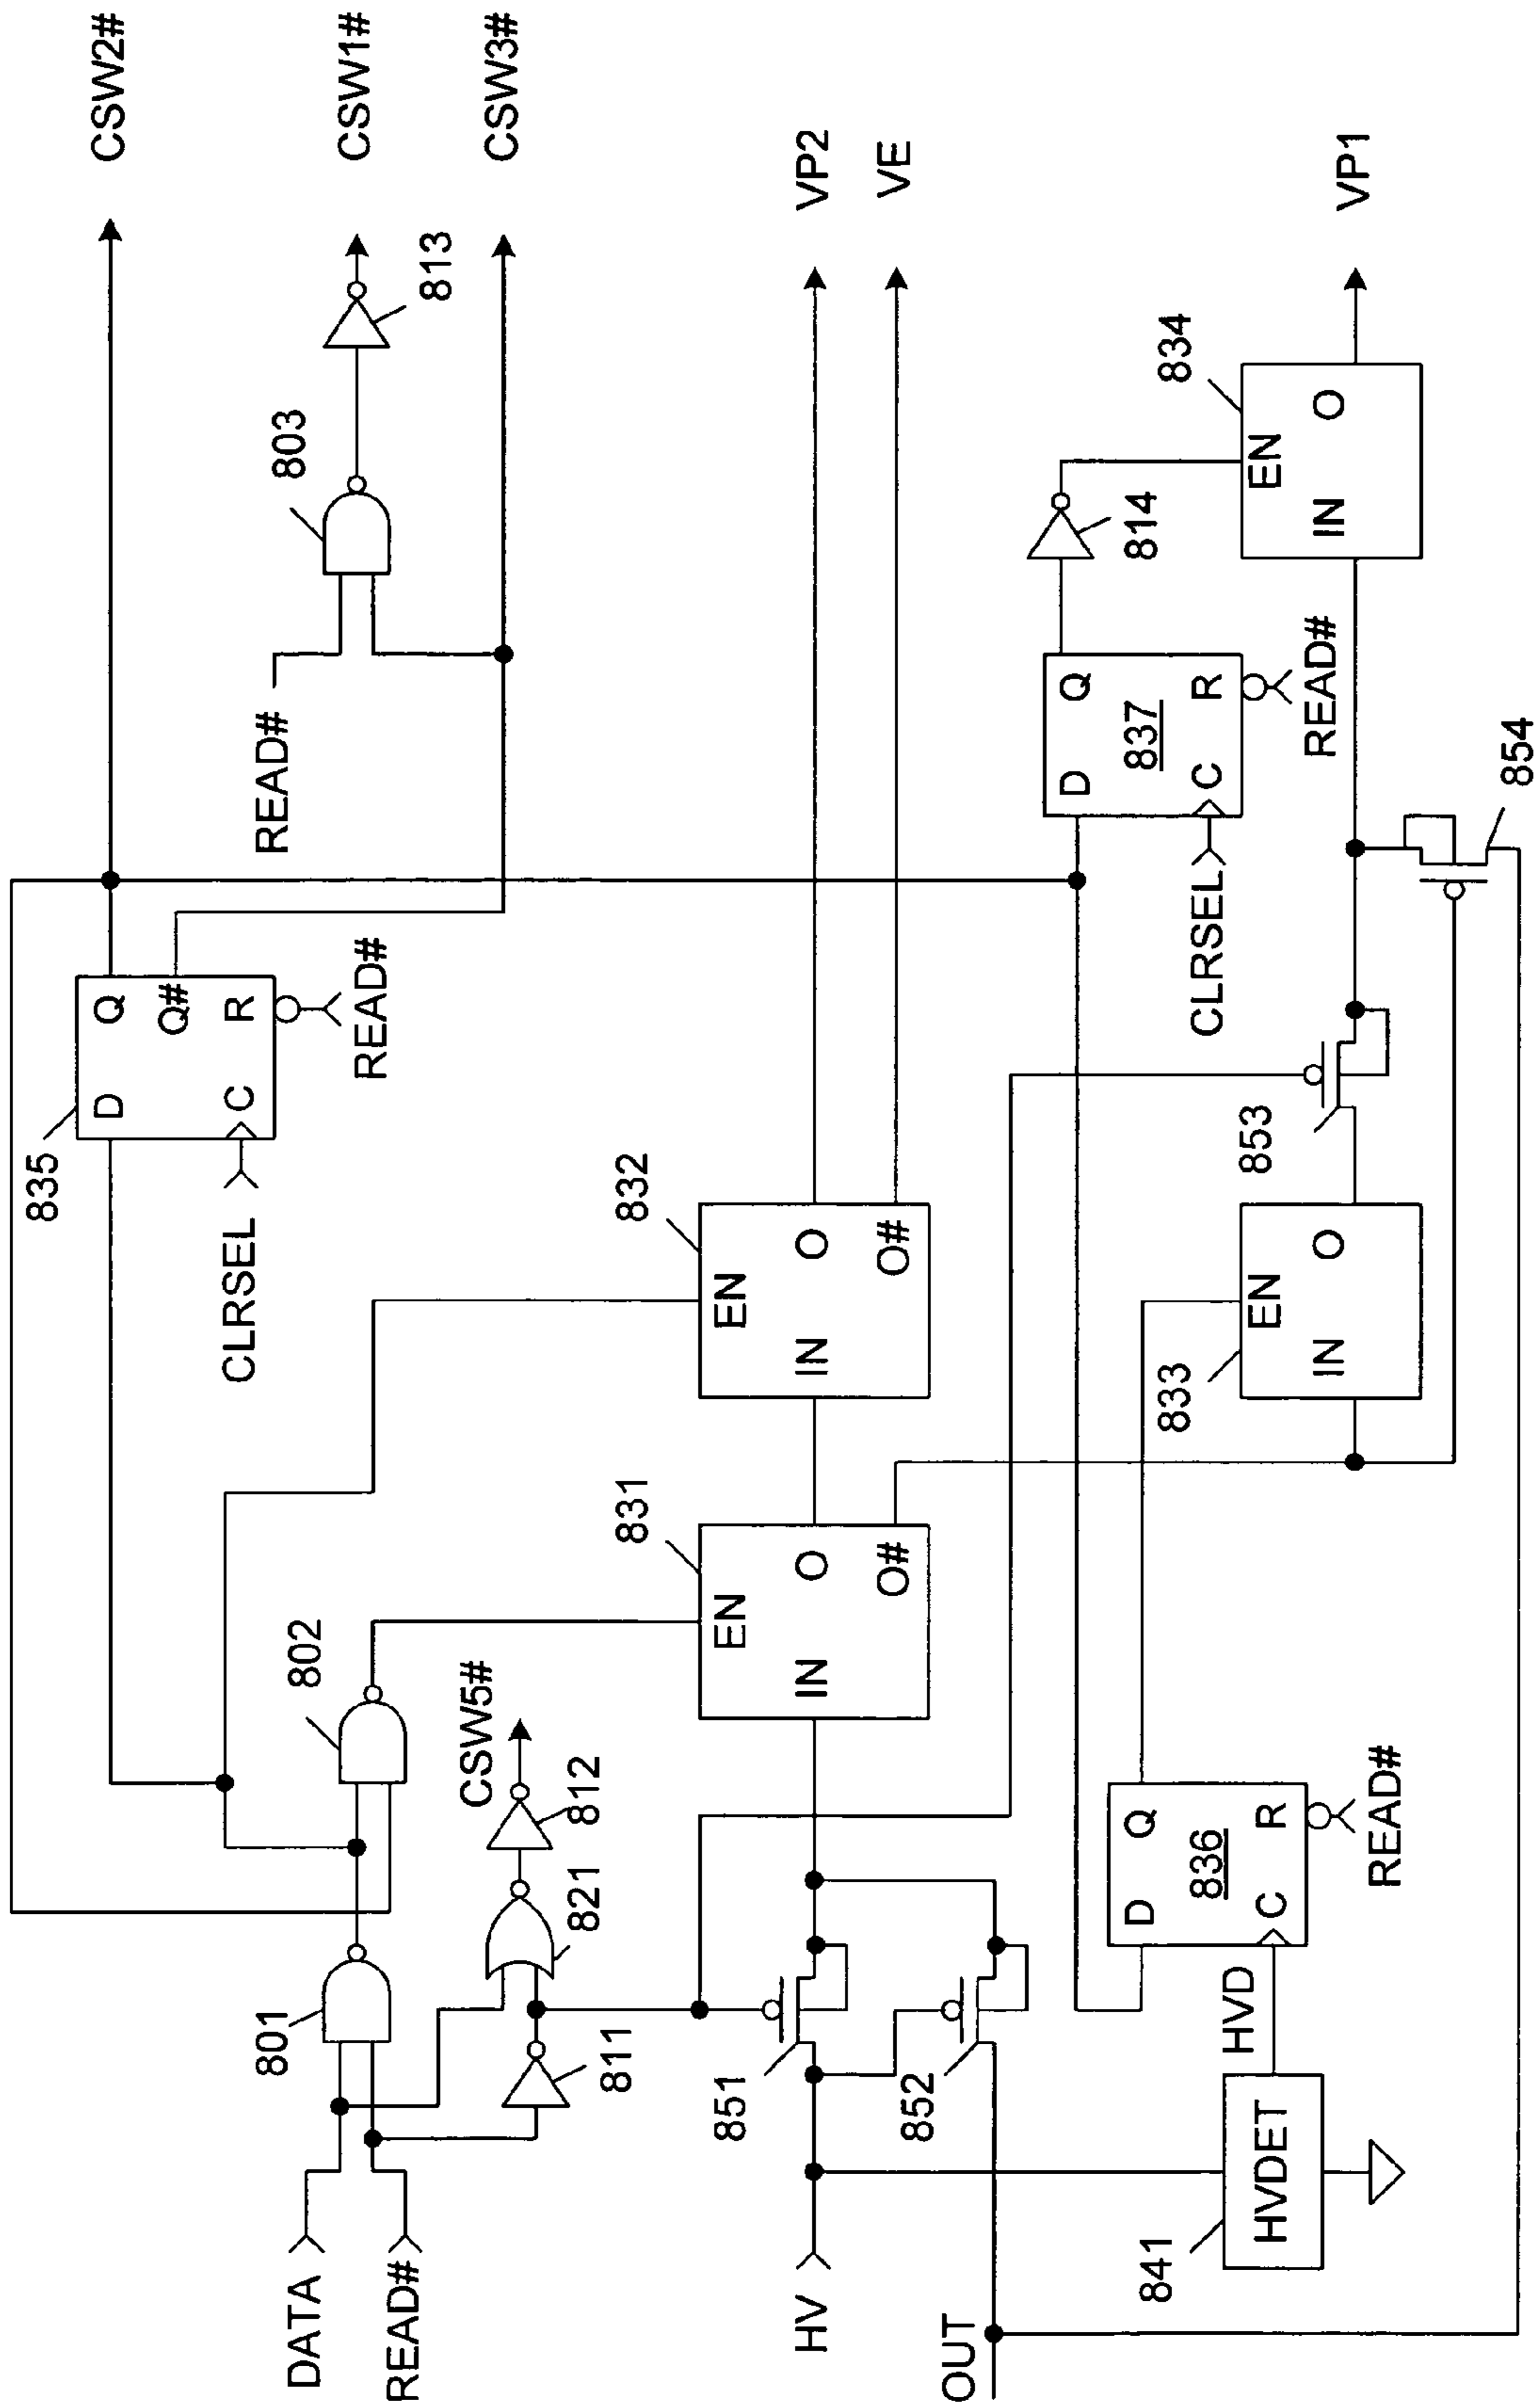 CSW2#
CSW1#
CSW3#
813
803
READ#
835
D Q
Q#
C R
CLRSEL
READ#
VP2
VE
VP1
834
EN
IN O
814
D Q
837
C R
CLRSEL
READ#
854
853
832
EN
IN O
O#
831
EN
IN O
O#
833
EN
IN O
802
801
CSW5#
812
821
811
DATA
READ#
851
852
HV
OUT
HVD
D Q
836
C R
READ#
841
HVDET